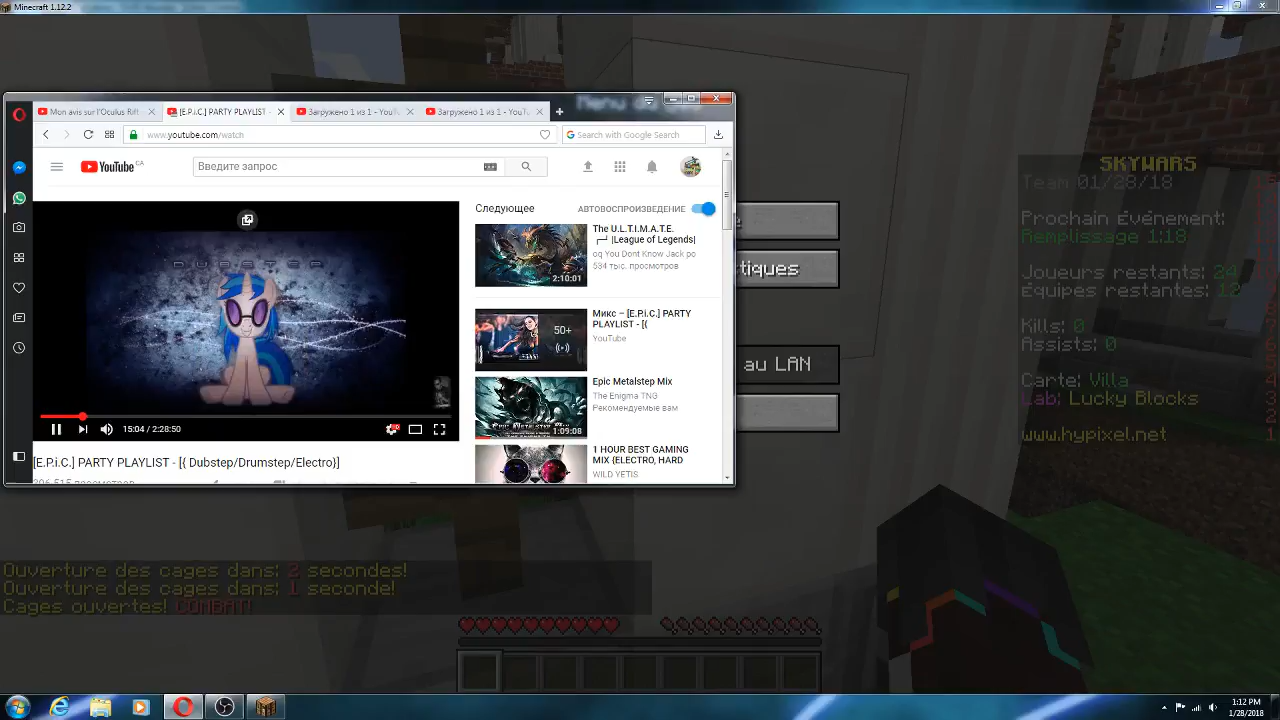 Minecraft 1.12.2
Menu d
Mon avis sur l'Oculus Rift
[E.P.i.C.] PARTY PLAYLIST -
Загружено 1 из 1 - YouT
Загружено 1 из 1 - YouT
www.youtube.com/watch
Search with Google Search
YouTube CA
Введите запрос
Следующее
АВТОВОСПРОИЗВЕДЕНИЕ
DUBSTEP
The U.L.T.I.M.A.T.E.
┌─┘ |League of Legends|
oq You Dont Know Jack po
534 тыс. просмотров
2:10:01
Микс – [E.P.i.C.] PARTY
PLAYLIST - [{
YouTube
50+
Epic Metalstep Mix
The Enigma TNG
Рекомендуемые вам
1:09:08
1 HOUR BEST GAMING
MIX {ELECTRO, HARD
WILD YETIS
15:04 / 2:28:50
[E.P.i.C.] PARTY PLAYLIST - [{ Dubstep/Drumstep/Electro}]
tiques
au LAN
SKYWARS
Team 01/28/18
Prochain événement:
Remplissage 1:18
Joueurs restants: 24
Équipes restantes: 12
Kills: 0
Assists: 0
Carte: Villa
Lab: Lucky Blocks
www.hypixel.net
Ouverture des cages dans: 2 secondes!
Ouverture des cages dans: 1 seconde!
Cages ouvertes! COMBAT!
1:12 PM
1/28/2018